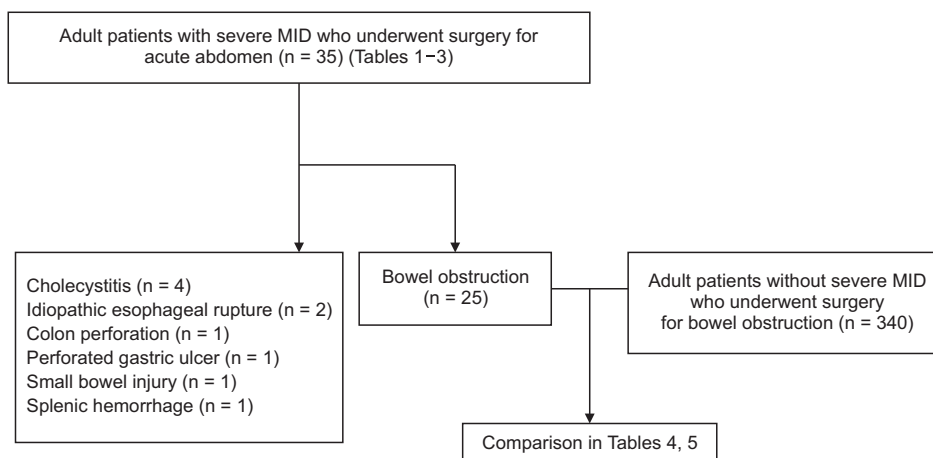 Adult patients with severe MID who underwent surgery for
acute abdomen (n = 35) (Tables 1−3)
Cholecystitis (n = 4)
Idiopathic esophageal rupture (n = 2)
Colon perforation (n = 1)
Perforated gastric ulcer (n = 1)
Small bowel injury (n = 1)
Splenic hemorrhage (n = 1)
Bowel obstruction
(n = 25)
Adult patients without severe MID
who underwent surgery
for bowel obstruction (n = 340)
Comparison in Tables 4, 5